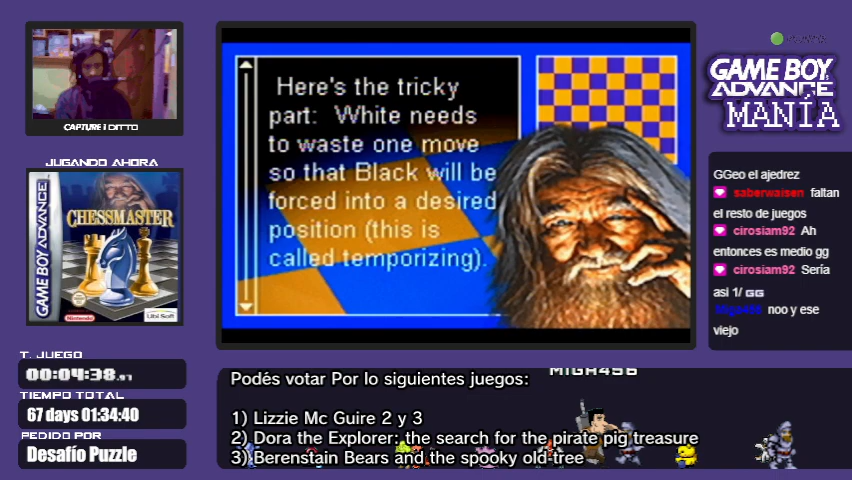 CAPTURE 1 DITTO
JUGANDO AHORA
GAME BOY ADVANCE
CHESSMASTER
Nintendo
Ubi Soft
T. JUEGO
00:04:38.97
TIEMPO TOTAL
67 days 01:34:40
PEDIDO POR
Desafío Puzzle
Here's the tricky
part: White needs
to waste one move
so that Black will be
forced into a desired
position (this is
called temporizing).
MIGA456
Podés votar Por lo siguientes juegos:
1) Lizzie Mc Guire 2 y 3
2) Dora the Explorer: the search for the pirate pig treasure
3) Berenstain Bears and the spooky old tree
GAME BOY
ADVANCE
MANÍA
GGeo el ajedrez
saberwaisen faltan
el resto de juegos
cirosiam92 Ah
entonces es medio gg
cirosiam92 Sería
asi 1/ GG
Miga456 noo y ese
viejo